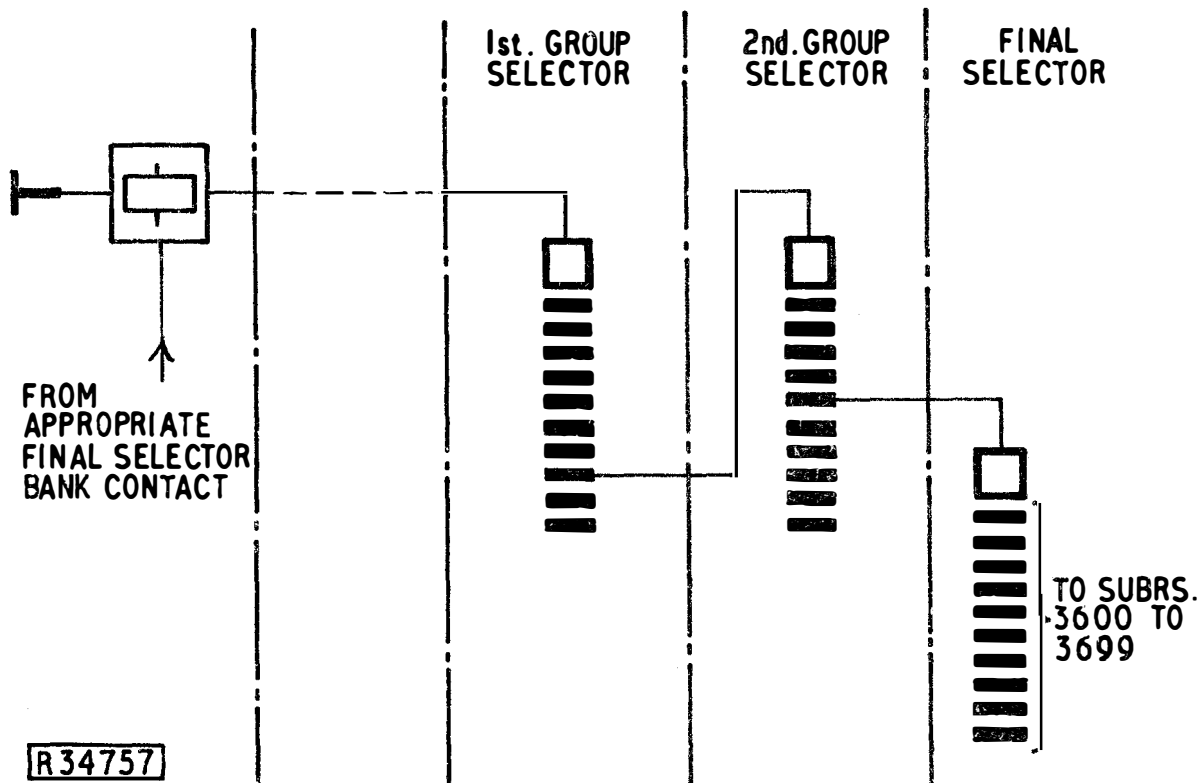 1st. GROUP
SELECTOR
2nd. GROUP
SELECTOR
FINAL
SELECTOR
FROM
APPROPRIATE
FINAL SELECTOR
BANK CONTACT
TO SUBRS.
3600 TO
3699
R34757